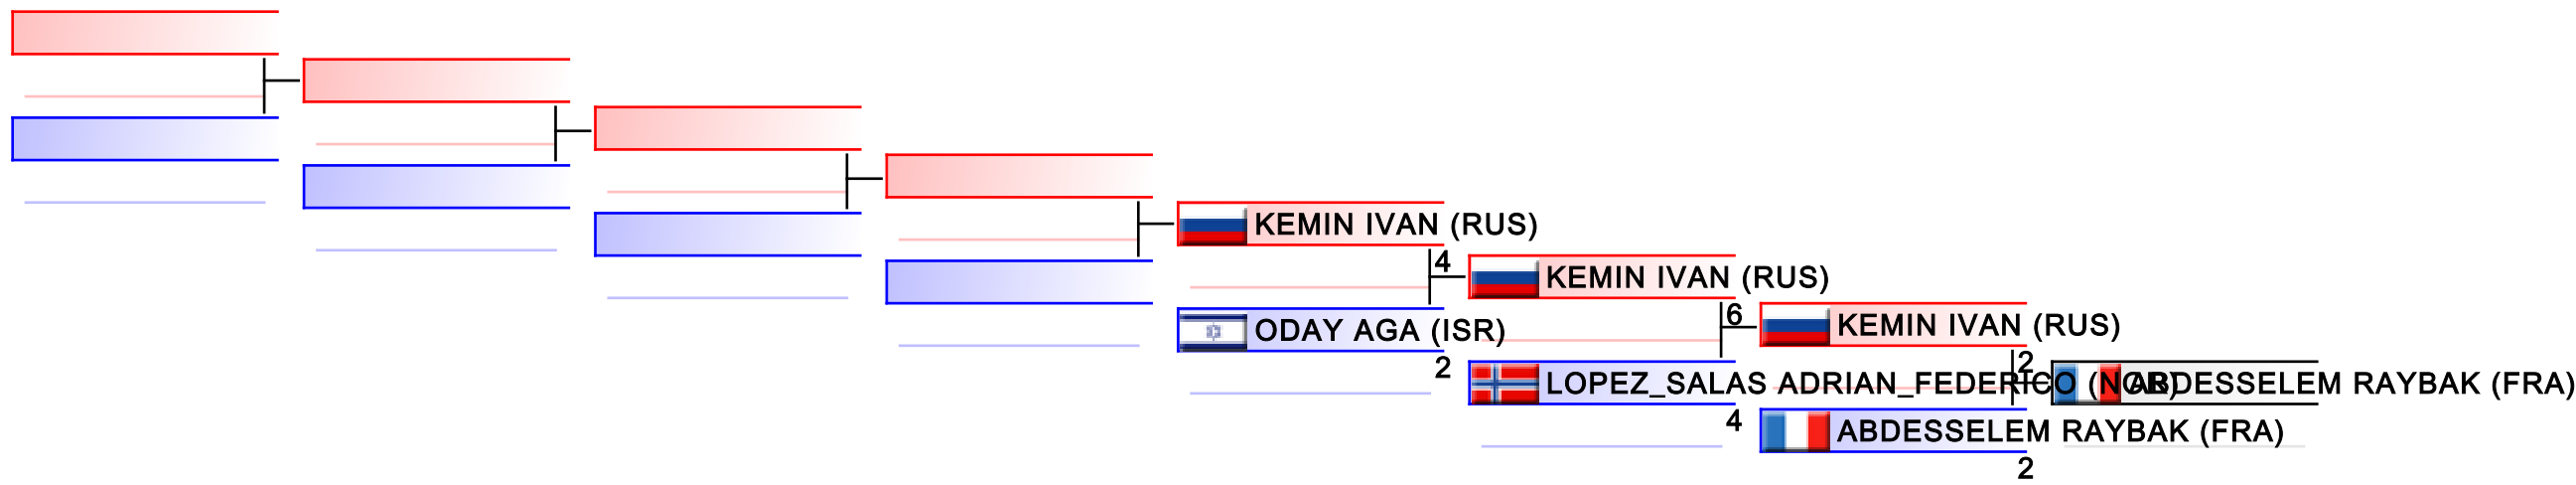 KEMIN IVAN (RUS)
4
KEMIN IVAN (RUS)
ODAY AGA (ISR)
2
6
KEMIN IVAN (RUS)
LOPEZ_SALAS ADRIAN_FEDERICO (NOR)
4
2
ABDESSELEM RAYBAK (FRA)
ABDESSELEM RAYBAK (FRA)
2